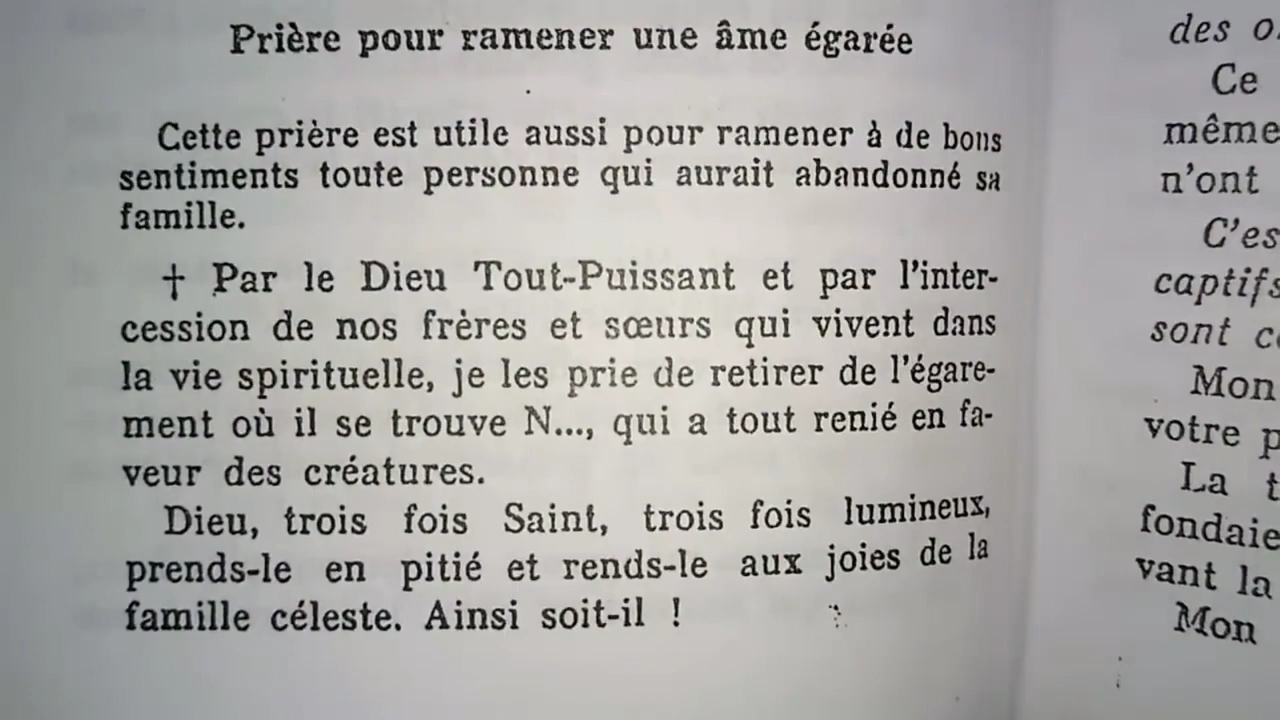 Prière pour ramener une âme égarée
Cette prière est utile aussi pour ramener à de bons
sentiments toute personne qui aurait abandonné sa
famille.
† Par le Dieu Tout-Puissant et par l'inter-
cession de nos frères et sœurs qui vivent dans
la vie spirituelle, je les prie de retirer de l'égare-
ment où il se trouve N..., qui a tout renié en fa-
veur des créatures.
Dieu, trois fois Saint, trois fois lumineux,
prends-le en pitié et rends-le aux joies de la
famille céleste. Ainsi soit-il !
des
Ce
même
n'ont
C'es
captifs
sont
Mon
votre
La
fondaie
vant la
Mon